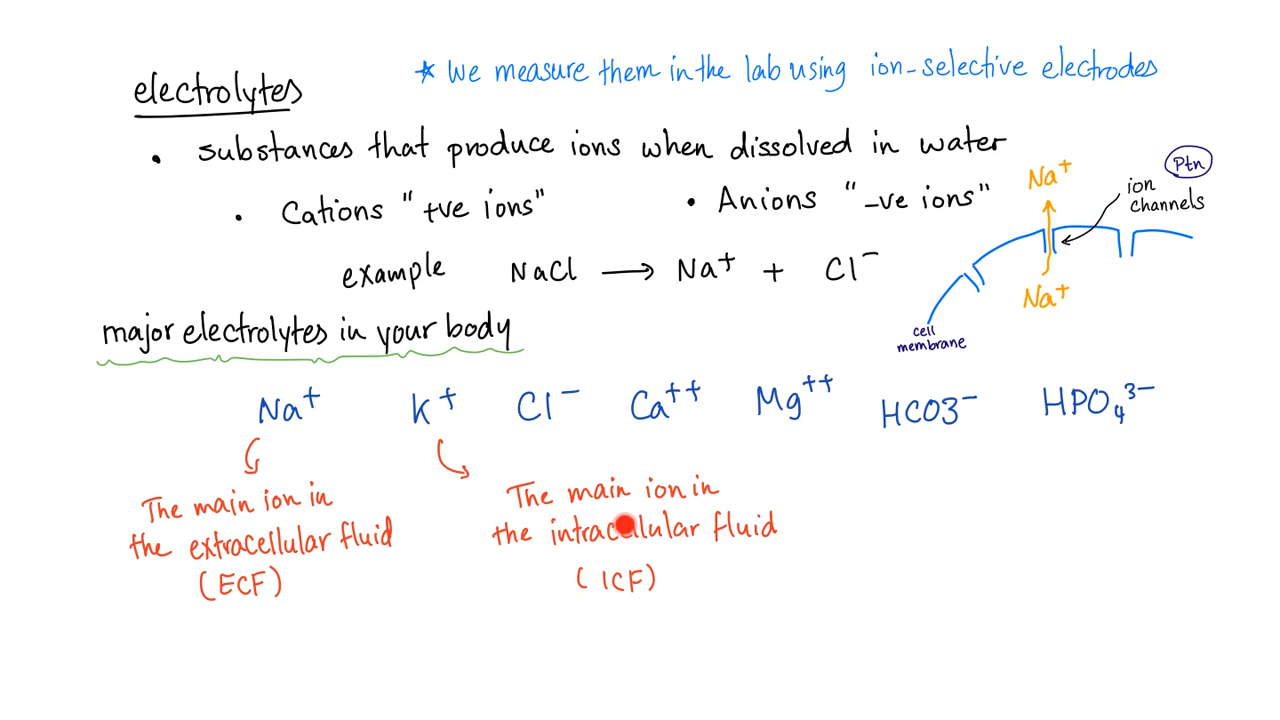 * We measure them in the lab using ion-selective electrodes
electrolytes
• substances that produce ions when dissolved in water
• Cations "+ve ions"
• Anions "-ve ions"
example NaCl ⟶ Na⁺ + Cl⁻
Na⁺
Ptn
ion
channels
Na⁺
cell
membrane
major electrolytes in your body
Na⁺ K⁺ Cl⁻ Ca⁺⁺ Mg⁺⁺ HCO3⁻ HPO₄³⁻
The main ion in
the extracellular fluid
(ECF)
The main ion in
the intracellular fluid
(ICF)